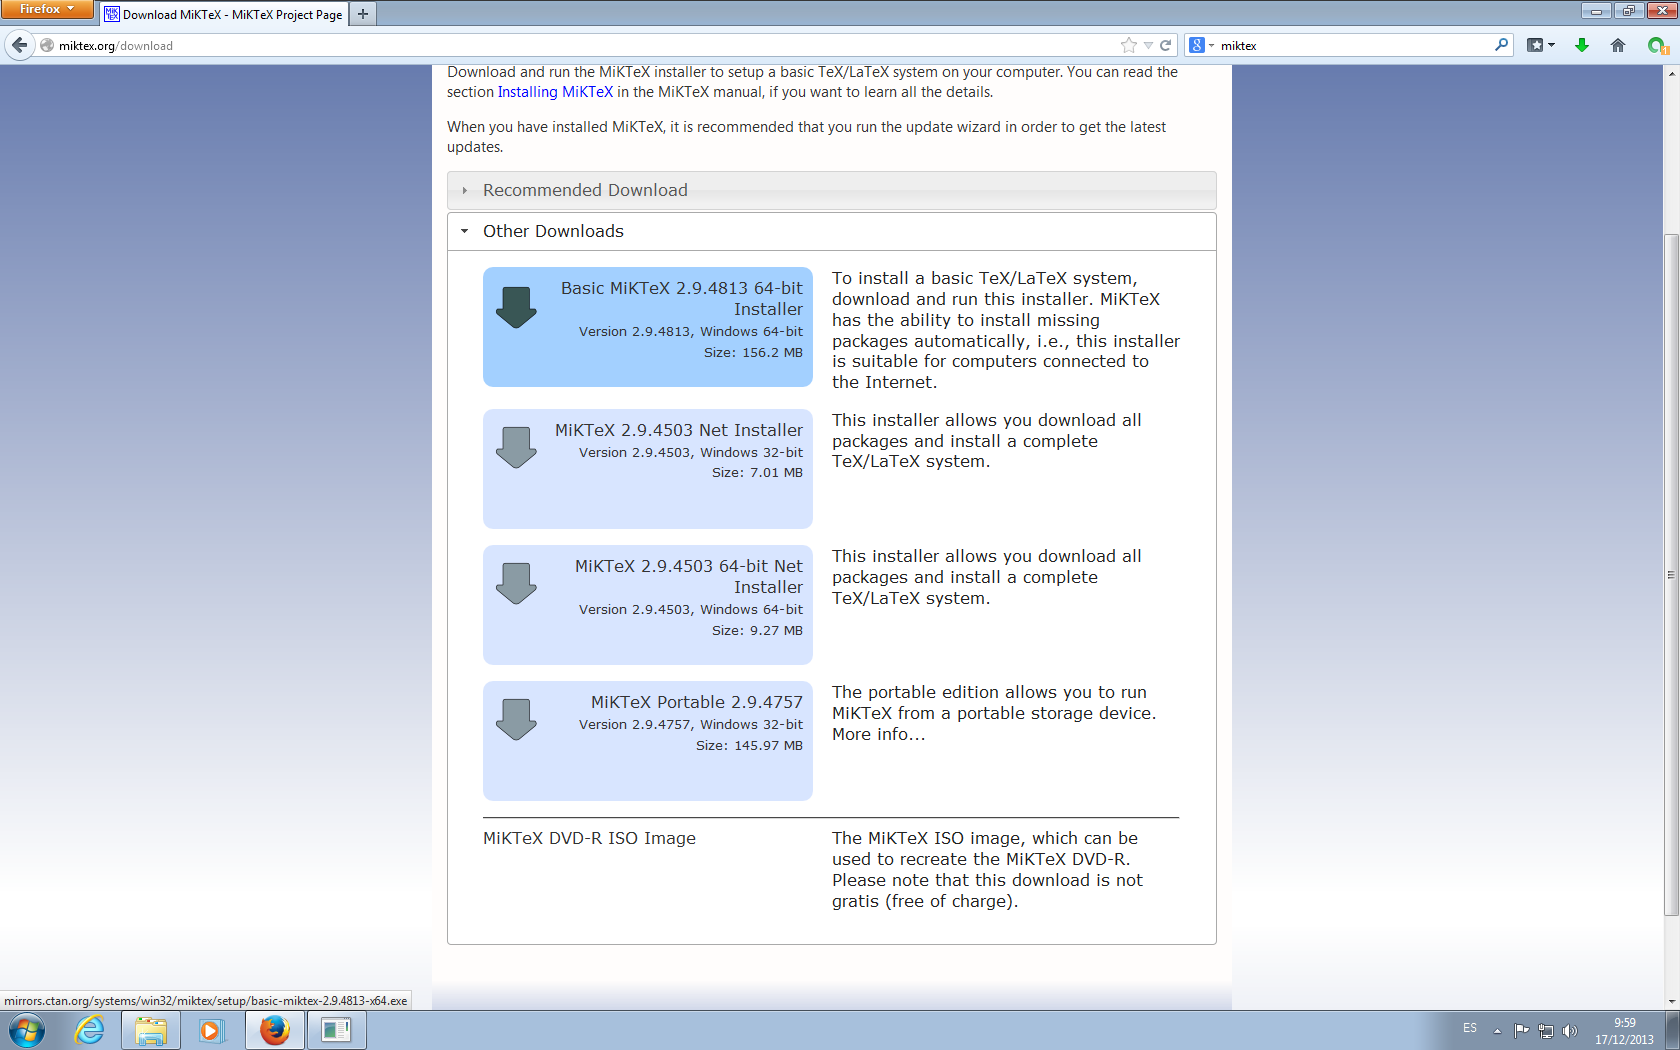 Firefox
Download MiKTeX - MiKTeX Project Page
miktex.org/download
miktex
Download and run the MiKTeX installer to setup a basic TeX/LaTeX system on your computer. You can read the
section Installing MiKTeX in the MiKTeX manual, if you want to learn all the details.
When you have installed MiKTeX, it is recommended that you run the update wizard in order to get the latest
updates.
Recommended Download
Other Downloads
Basic MiKTeX 2.9.4813 64-bit
Installer
Version 2.9.4813, Windows 64-bit
Size: 156.2 MB
To install a basic TeX/LaTeX system,
download and run this installer. MiKTeX
has the ability to install missing
packages automatically, i.e., this installer
is suitable for computers connected to
the Internet.
MiKTeX 2.9.4503 Net Installer
Version 2.9.4503, Windows 32-bit
Size: 7.01 MB
This installer allows you download all
packages and install a complete
TeX/LaTeX system.
MiKTeX 2.9.4503 64-bit Net
Installer
Version 2.9.4503, Windows 64-bit
Size: 9.27 MB
This installer allows you download all
packages and install a complete
TeX/LaTeX system.
MiKTeX Portable 2.9.4757
Version 2.9.4757, Windows 32-bit
Size: 145.97 MB
The portable edition allows you to run
MiKTeX from a portable storage device.
More info...
MiKTeX DVD-R ISO Image
The MiKTeX ISO image, which can be
used to recreate the MiKTeX DVD-R.
Please note that this download is not
gratis (free of charge).
mirrors.ctan.org/systems/win32/miktex/setup/basic-miktex-2.9.4813-x64.exe
ES
9:59
17/12/2013